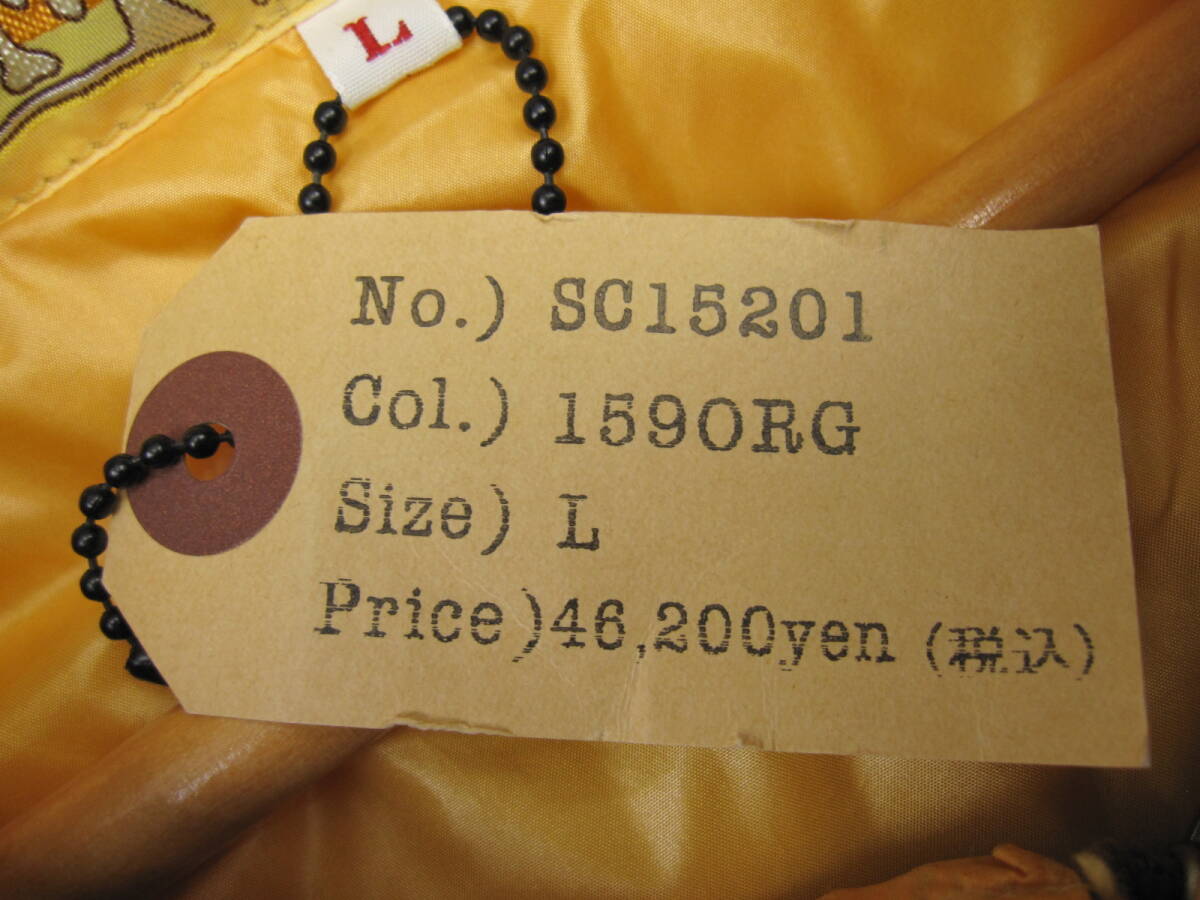 L
No.) SC15201
Col.) 159ORG
Size) L
Price)46,200yen (税込)